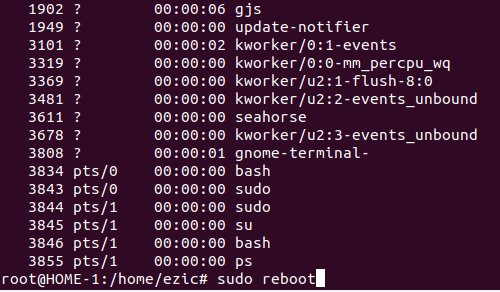 1902 ? 00:00:06 gjs
1949 ? 00:00:00 update-notifier
3101 ? 00:00:02 kworker/0:1-events
3319 ? 00:00:00 kworker/0:0-mm_percpu_wq
3369 ? 00:00:00 kworker/u2:1-flush-8:0
3481 ? 00:00:00 kworker/u2:2-events_unbound
3611 ? 00:00:00 seahorse
3678 ? 00:00:00 kworker/u2:3-events_unbound
3808 ? 00:00:01 gnome-terminal-
3834 pts/0 00:00:00 bash
3843 pts/0 00:00:00 sudo
3844 pts/1 00:00:00 sudo
3845 pts/1 00:00:00 su
3846 pts/1 00:00:00 bash
3855 pts/1 00:00:00 ps
root@HOME-1:/home/ezic# sudo reboot